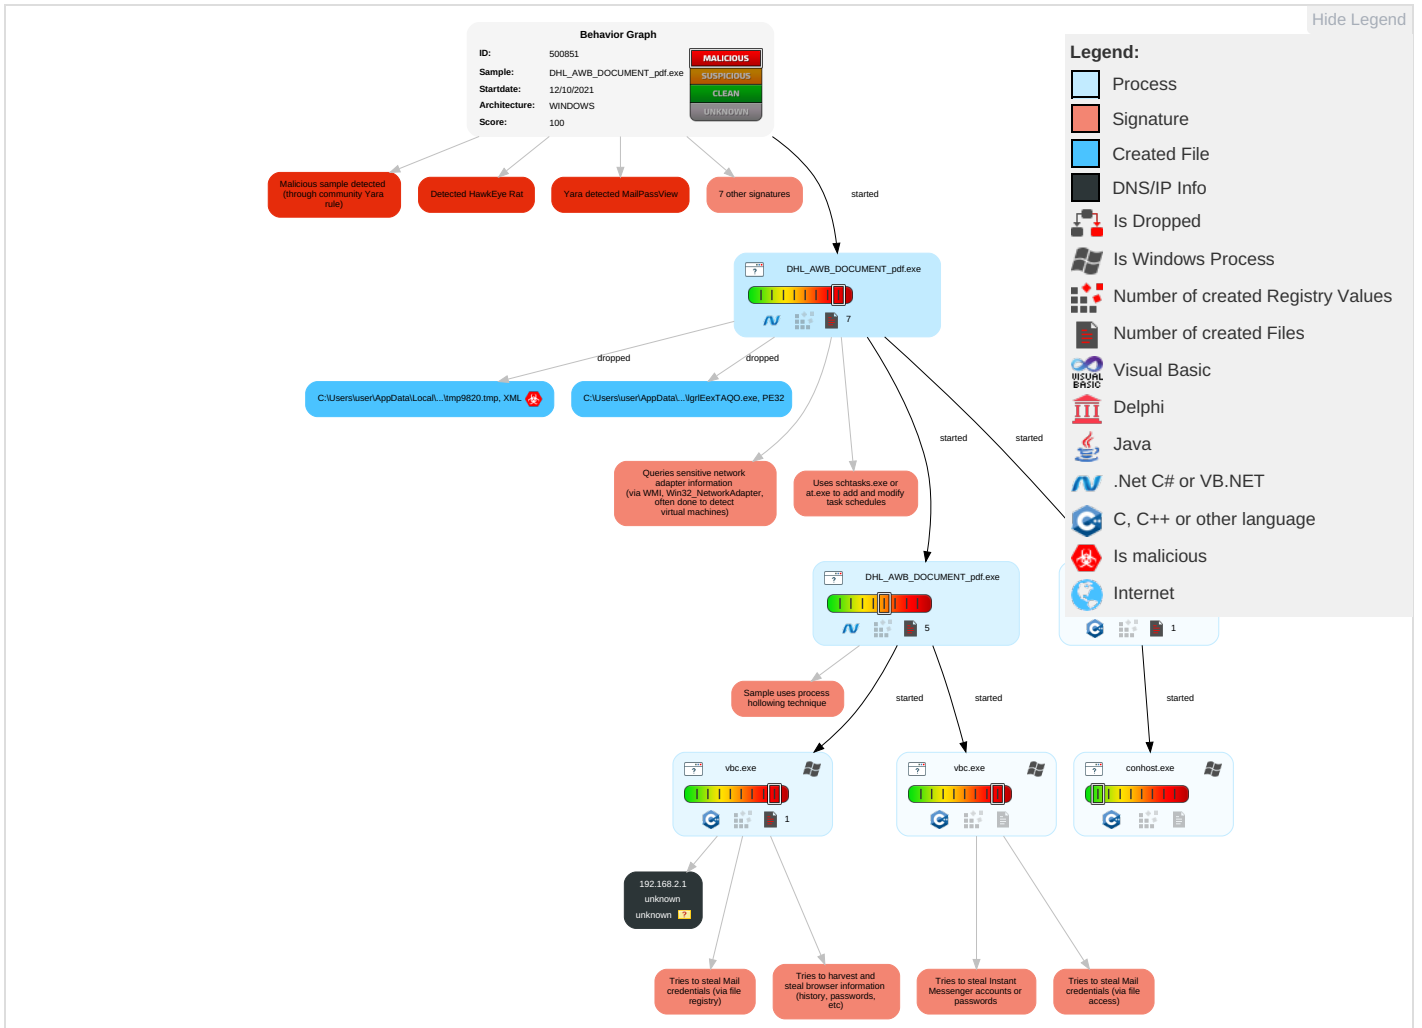 Hide Legend
Behavior Graph
ID: 500851
Sample: DHL_AWB_DOCUMENT_pdf.exe
Startdate: 12/10/2021
Architecture: WINDOWS
Score: 100
MALICIOUS
SUSPICIOUS
CLEAN
UNKNOWN
Legend:
Process
Signature
Created File
DNS/IP Info
Is Dropped
Is Windows Process
Number of created Registry Values
Number of created Files
VISUAL
BASIC
Visual Basic
Delphi
Java
.Net C# or VB.NET
C, C++ or other language
Is malicious
Internet
Malicious sample detected
(through community Yara
rule)
Detected HawkEye Rat
Yara detected MailPassView
7 other signatures
started
DHL_AWB_DOCUMENT_pdf.exe
7
dropped
dropped
C:\Users\user\AppData\Local\...\tmp9820.tmp, XML
C:\Users\user\AppData\...\lgrlEexTAQO.exe, PE32
started
started
Queries sensitive network
adapter information
(via WMI, Win32_NetworkAdapter,
often done to detect
virtual machines)
Uses schtasks.exe or
at.exe to add and modify
task schedules
DHL_AWB_DOCUMENT_pdf.exe
5
1
Sample uses process
hollowing technique
started
started
started
vbc.exe
1
vbc.exe
conhost.exe
192.168.2.1
unknown
unknown
Tries to steal Mail
credentials (via file
registry)
Tries to harvest and
steal browser information
(history, passwords,
etc)
Tries to steal Instant
Messenger accounts or
passwords
Tries to steal Mail
credentials (via file
access)